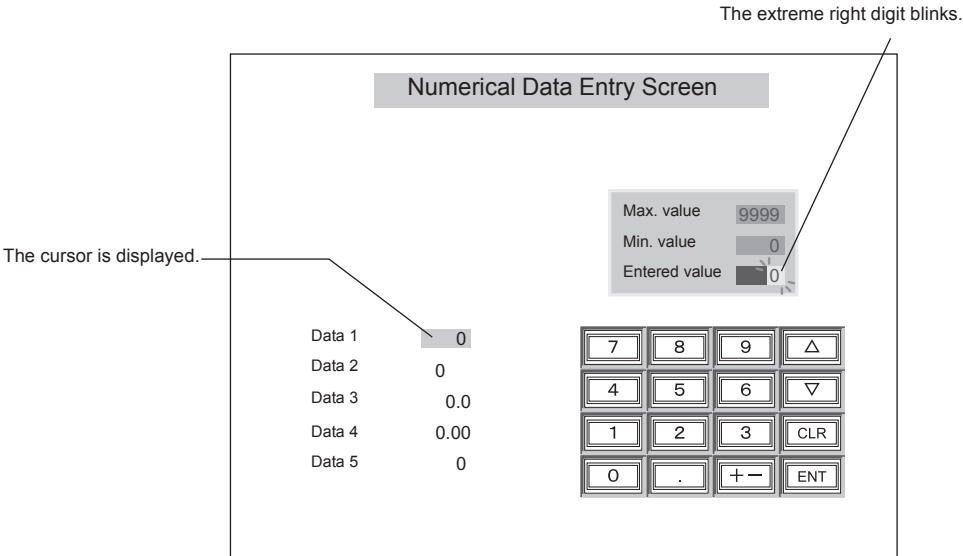 The extreme right digit blinks.
Numerical Data Entry Screen
Max. value 9999
Min. value 0
Entered value 0
The cursor is displayed.
Data 1 0
Data 2 0
Data 3 0.0
Data 4 0.00
Data 5 0
7 8 9 △
4 5 6 ▽
1 2 3 CLR
0 . +− ENT